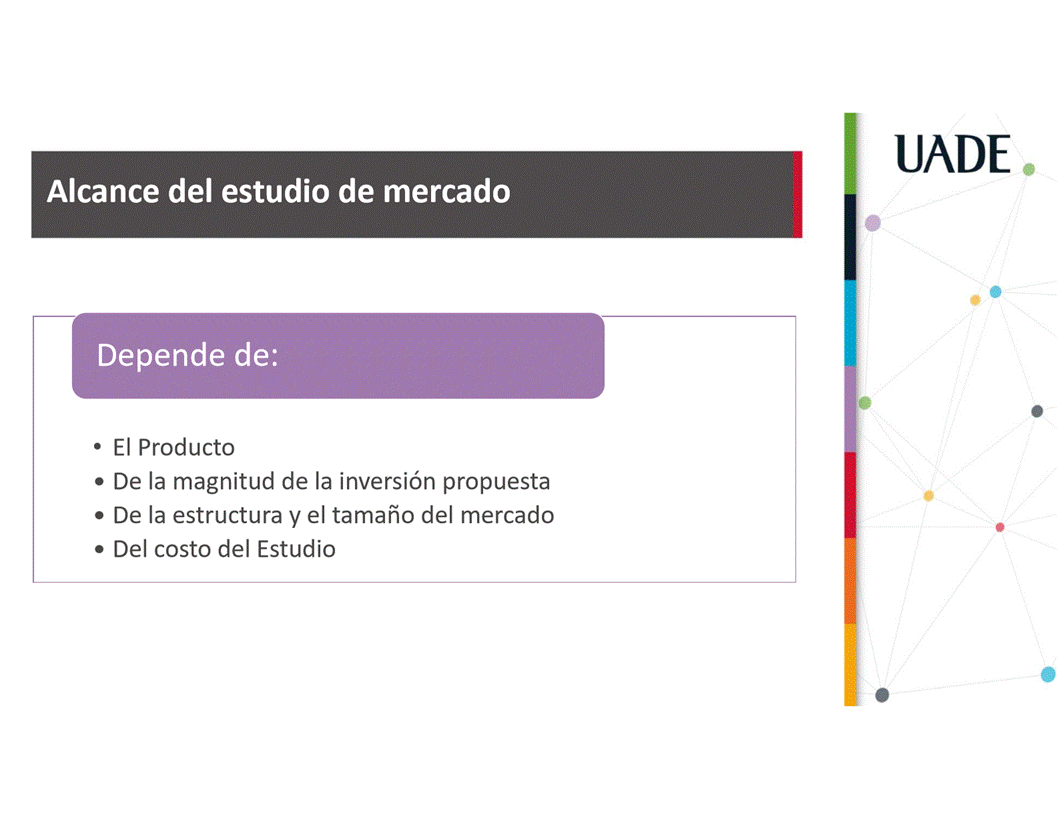 UADE
Alcance del estudio de mercado
Depende de:
• El Producto
• De la magnitud de la inversión propuesta
• De la estructura y el tamaño del mercado
• Del costo del Estudio